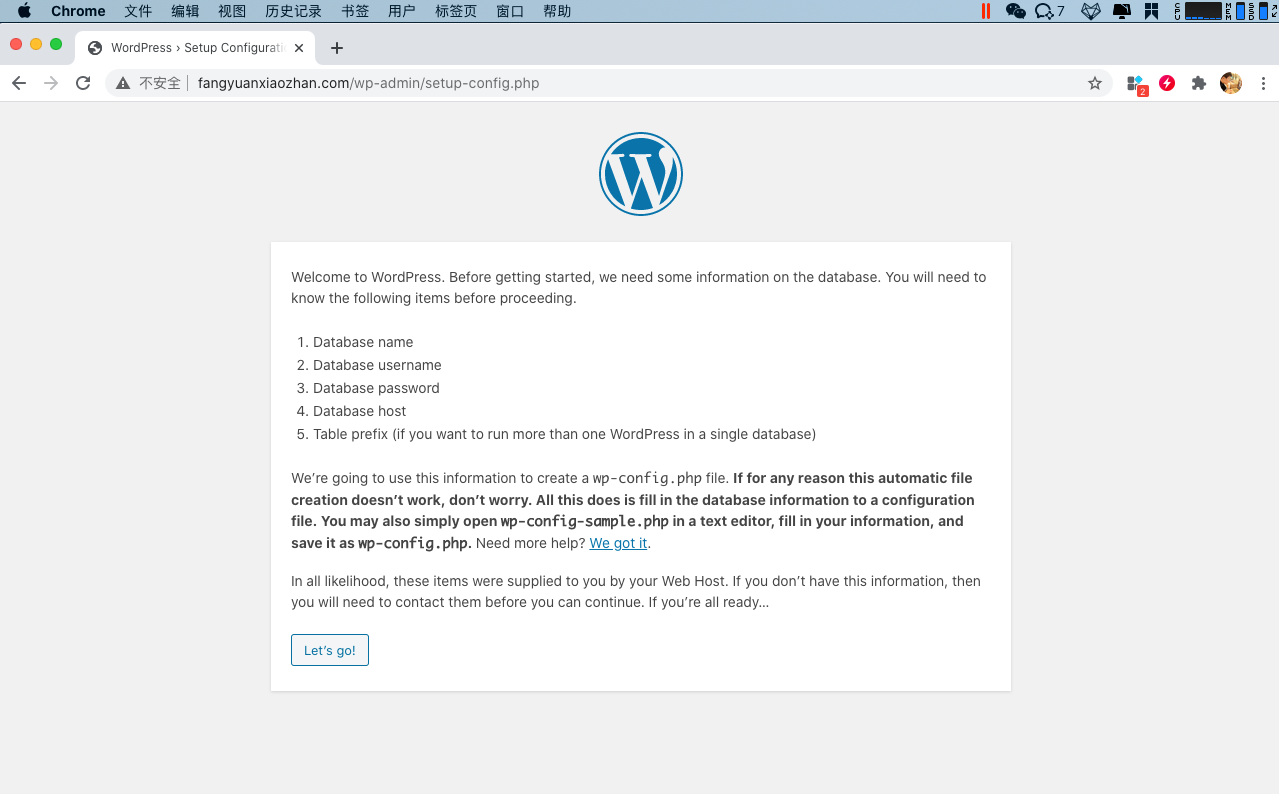 Chrome 文件 编辑 视图 历史记录 书签 用户 标签页 窗口 帮助 7 CPU MEM SSD
WordPress › Setup Configurati
不安全 fangyuanxiaozhan.com/wp-admin/setup-config.php 2
W
Welcome to WordPress. Before getting started, we need some information on the database. You will need to
know the following items before proceeding.
1. Database name
2. Database username
3. Database password
4. Database host
5. Table prefix (if you want to run more than one WordPress in a single database)
We’re going to use this information to create a wp-config.php file. If for any reason this automatic file
creation doesn’t work, don’t worry. All this does is fill in the database information to a configuration
file. You may also simply open wp-config-sample.php in a text editor, fill in your information, and
save it as wp-config.php. Need more help? We got it.
In all likelihood, these items were supplied to you by your Web Host. If you don’t have this information, then
you will need to contact them before you can continue. If you’re all ready…
Let’s go!